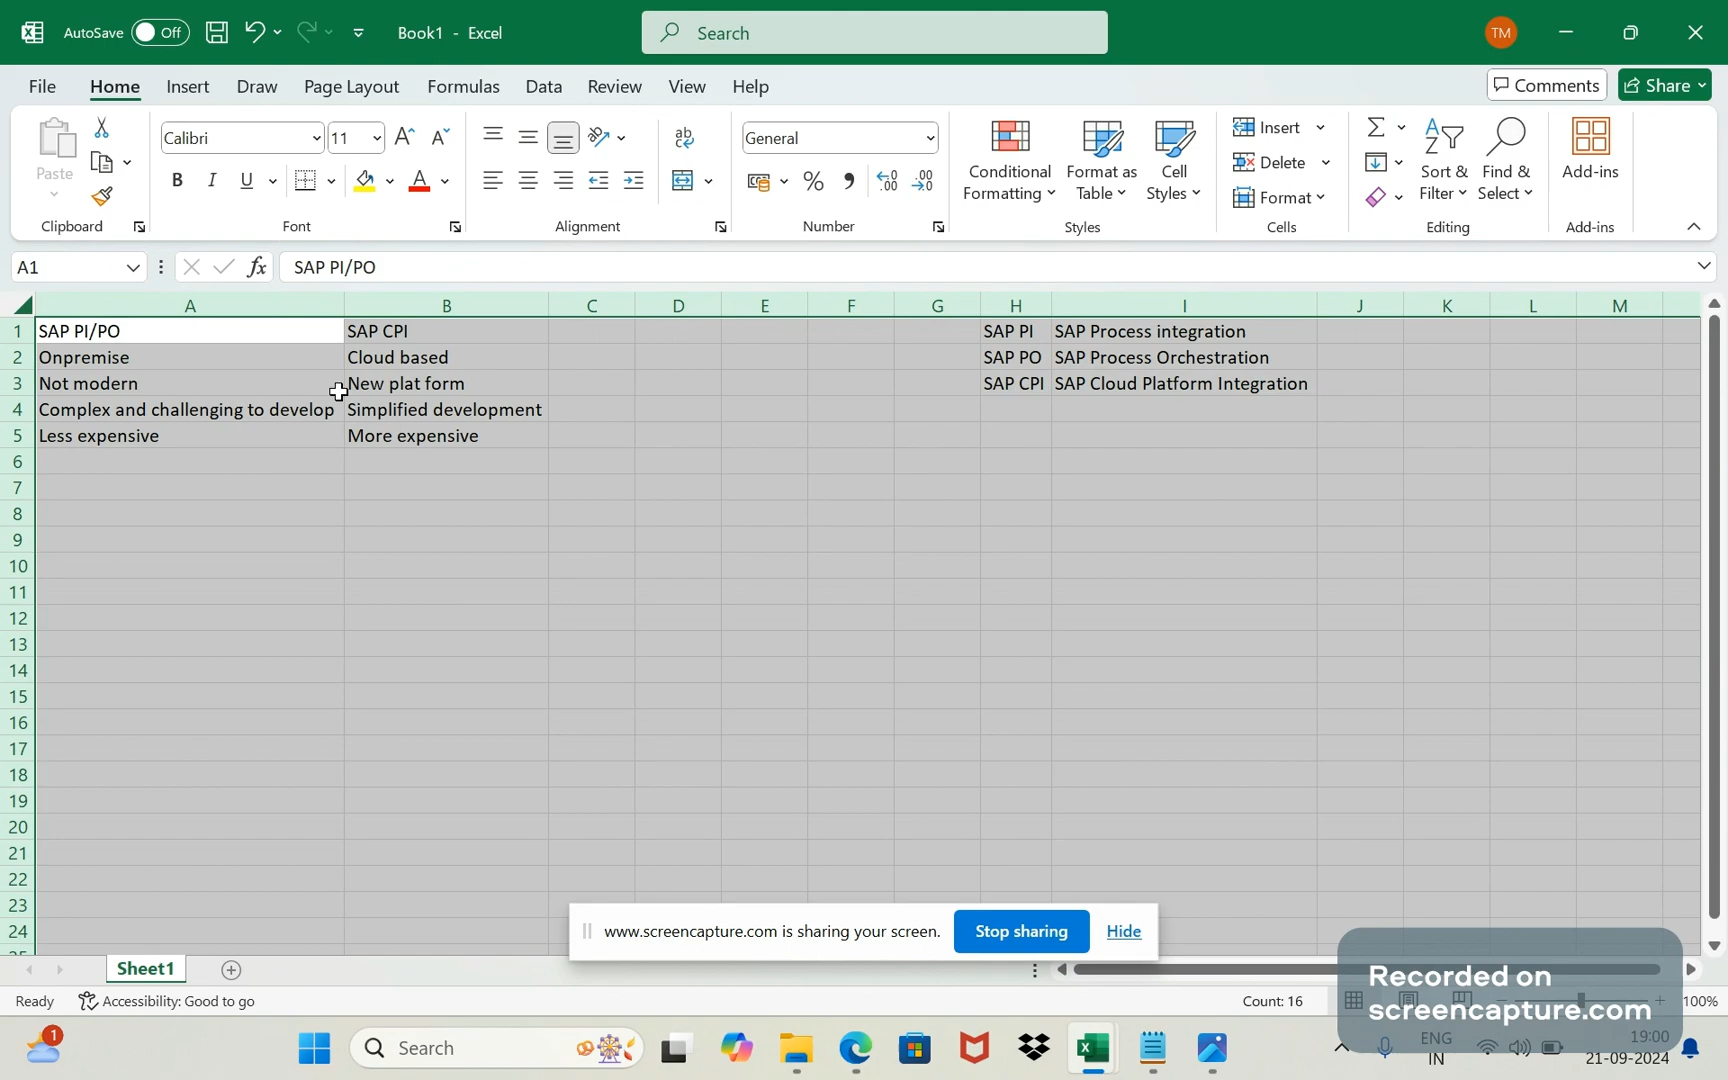 AutoSave Off Book1 - Excel Search TM
File Home Insert Draw Page Layout Formulas Data Review View Help Comments Share
Paste
Clipboard
Calibri 11
B I U A
Font
ab
Alignment
General
% , .00
Number
Conditional Formatting
Format as Table
Cell Styles
Styles
Insert
Delete
Format
Cells
Sort & Filter
Find & Select
Editing
Add-ins
Add-ins
A1 fx SAP PI/PO
A B C D E F G H I J K L M
1 SAP PI/PO SAP CPI SAP PI SAP Process integration
2 Onpremise Cloud based SAP PO SAP Process Orchestration
3 Not modern New plat form SAP CPI SAP Cloud Platform Integration
4 Complex and challenging to develop Simplified development
5 Less expensive More expensive
6
7
8
9
10
11
12
13
14
15
16
17
18
19
20
21
22
23
24
www.screencapture.com is sharing your screen. Stop sharing Hide
Sheet1
Ready Accessibility: Good to go Count: 16 100%
Recorded on
screencapture.com
1 Search ENG
IN
19:00
21-09-2024